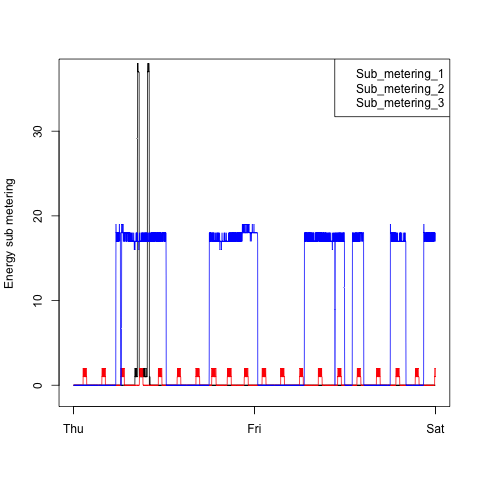 Sub_metering_1
Sub_metering_2
Sub_metering_3
Energy sub metering
30
20
10
0
Thu
Fri
Sat